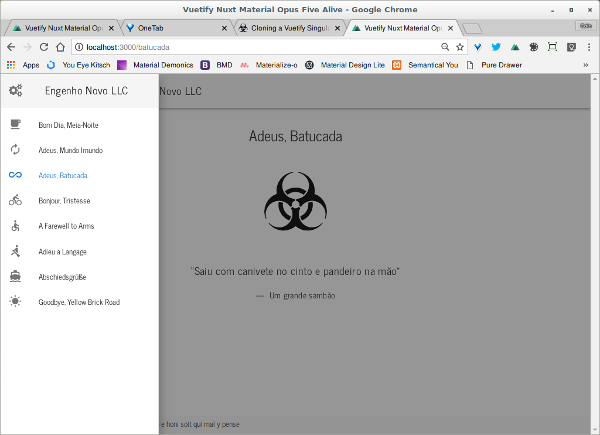 Vuetify Nuxt Material Opus Five Alive - Google Chrome
Vuetify Nuxt Material Op
OneTab
Cloning a Vuetify Singula
Vuetify Nuxt Material Op
localhost:3000/batucada
Apps You Eye Kitsch Material Demonics BMD Materialize-o Material Design Lite Semantical You Pure Drawer »
Engenho Novo LLC
Novo LLC
Bom Dia, Meia-Noite
Adeus, Mundo Imundo
Adeus, Batucada
Bonjour, Tristesse
A Farewell to Arms
Adieu a Langage
Abschiedsgrüße
Goodbye, Yellow Brick Road
Adeus, Batucada
"Saiu com canivete no cinto e pandeiro na mão"
— Um grande sambão
e honi soit qui mal y pense